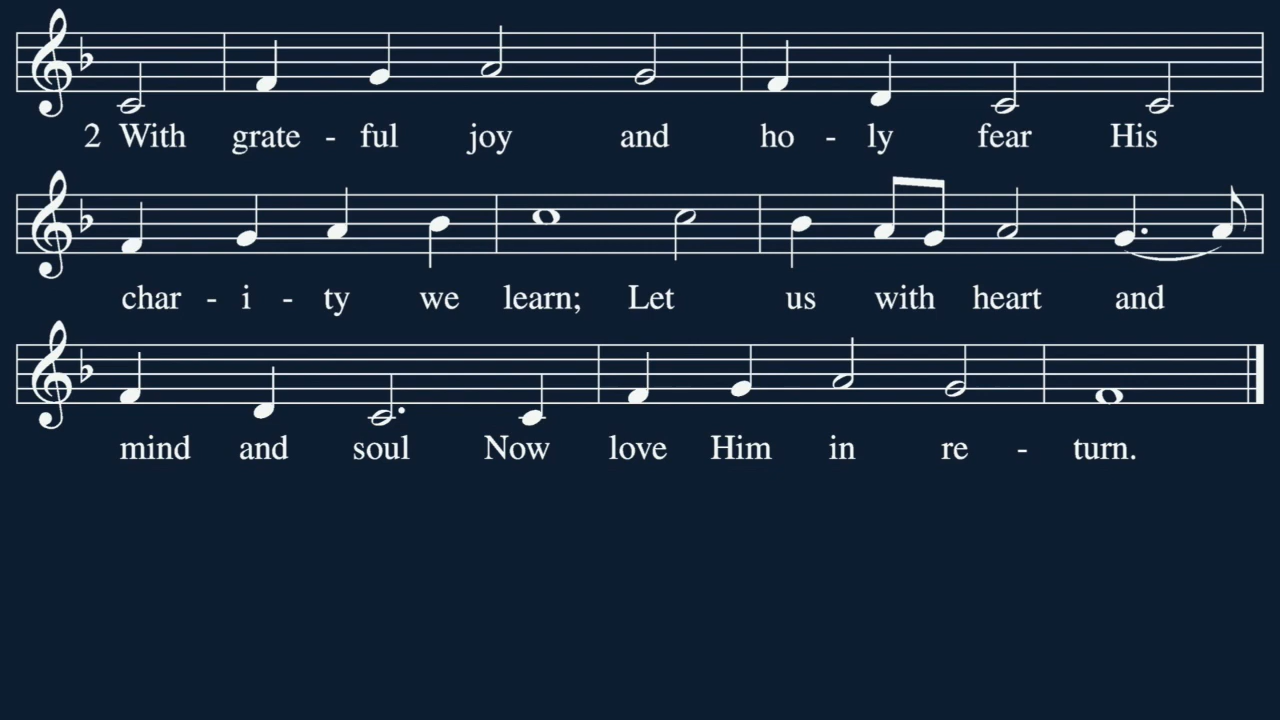 2 With grate - ful joy and ho - ly fear His
char - i - ty we learn; Let us with heart and
mind and soul Now love Him in re - turn.